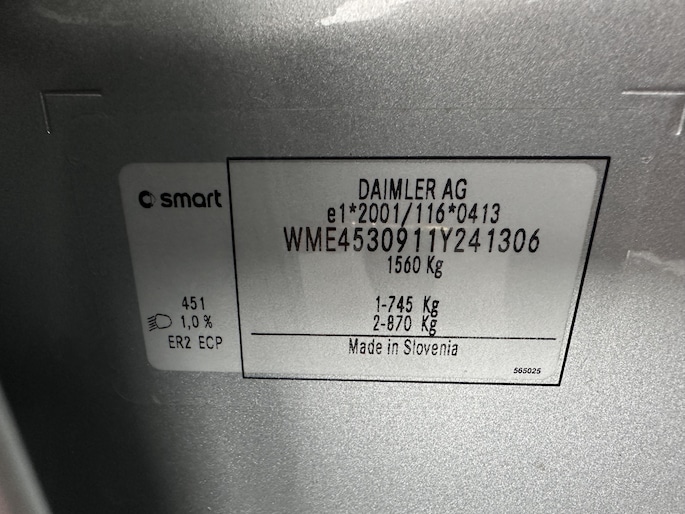 smart
DAIMLER AG
e1*2001/116*0413
WME4530911Y241306
1560 Kg
451
1,0 %
ER2 ECP
1-745 Kg
2-870 Kg
Made in Slovenia
565025